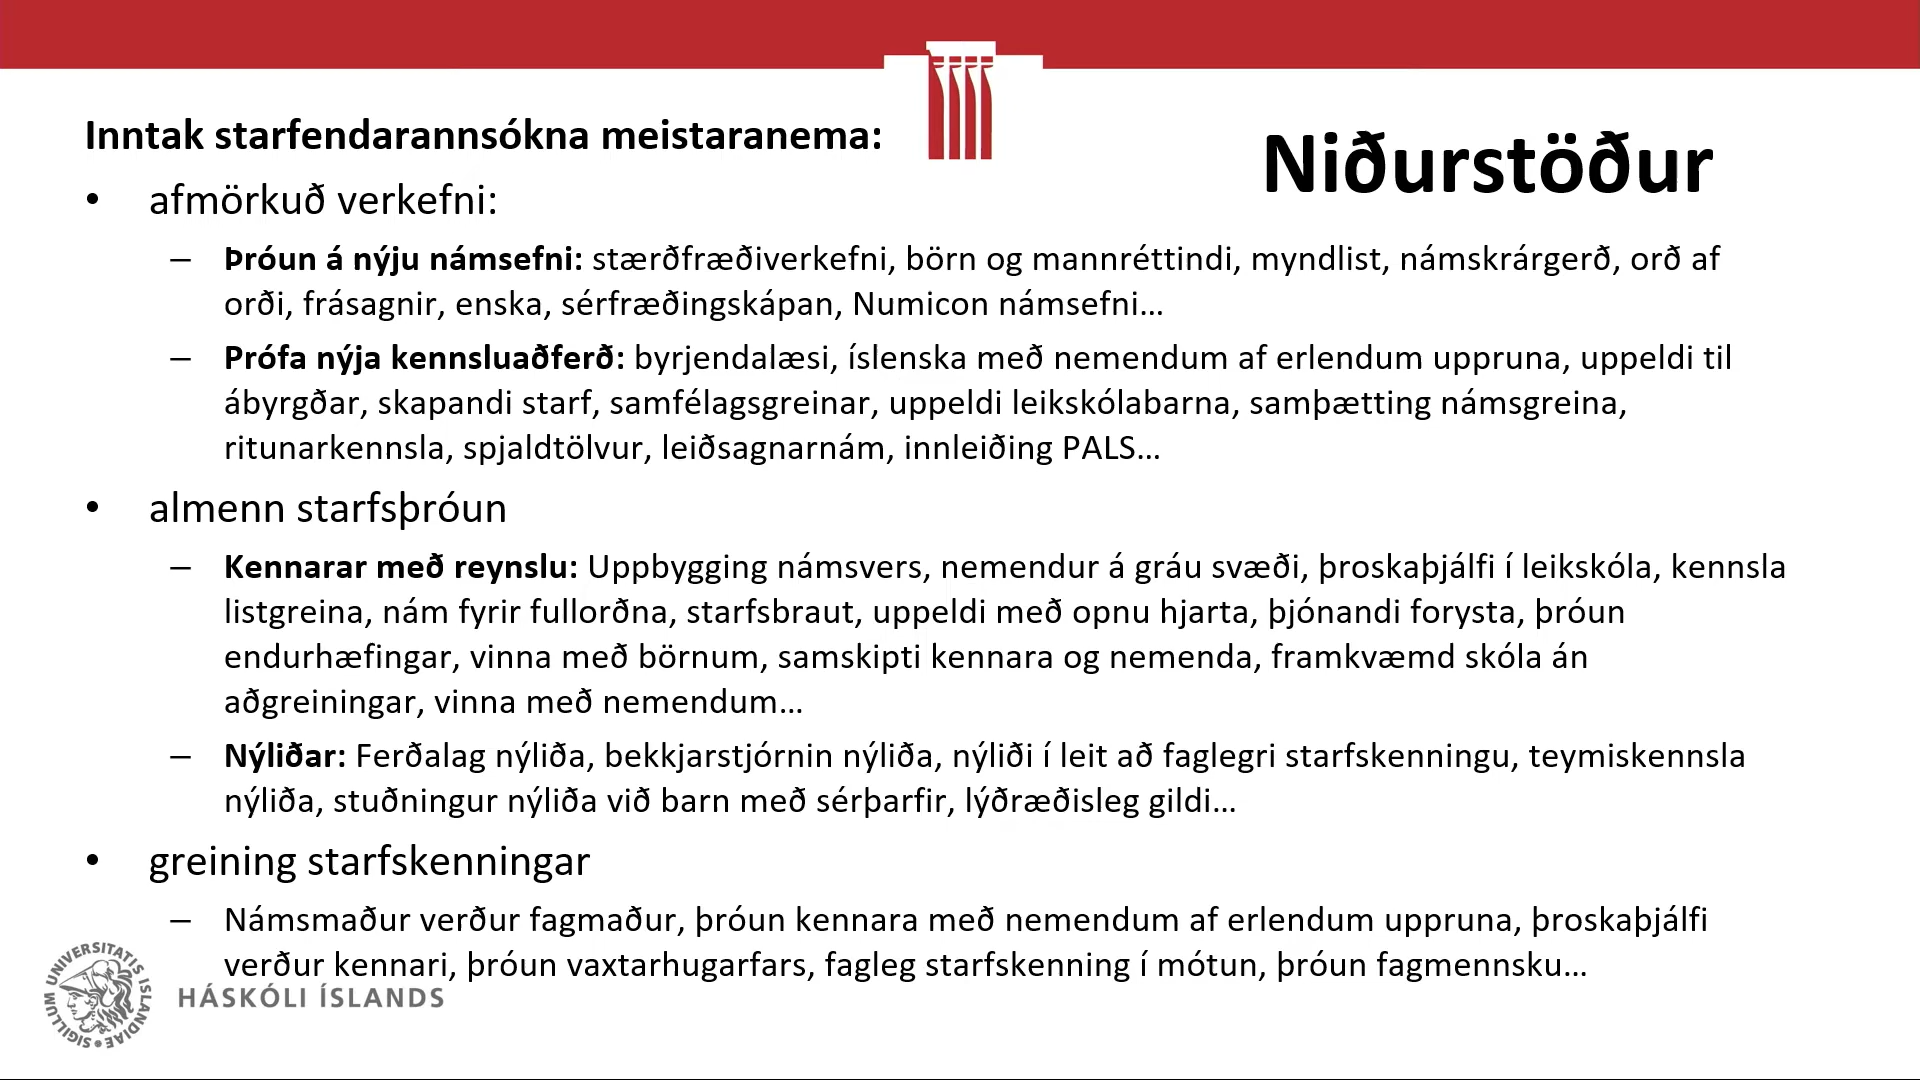 Inntak starfendarannsókna meistaranema:
Niðurstöður
• afmörkuð verkefni:
– Þróun á nýju námsefni: stærðfræðiverkefni, börn og mannréttindi, myndlist, námskrárgerð, orð af
orði, frásagnir, enska, sérfræðingskápan, Numicon námsefni…
– Prófa nýja kennsluaðferð: byrjendalæsi, íslenska með nemendum af erlendum uppruna, uppeldi til
ábyrgðar, skapandi starf, samfélagsgreinar, uppeldi leikskólabarna, samþætting námsgreina,
ritunarkennsla, spjaldtölvur, leiðsagnarnám, innleiðing PALS…
• almenn starfsþróun
– Kennarar með reynslu: Uppbygging námsvers, nemendur á gráu svæði, þroskaþjálfi í leikskóla, kennsla
listgreina, nám fyrir fullorðna, starfsbraut, uppeldi með opnu hjarta, þjónandi forysta, þróun
endurhæfingar, vinna með börnum, samskipti kennara og nemenda, framkvæmd skóla án
aðgreiningar, vinna með nemendum…
– Nýliðar: Ferðalag nýliða, bekkjarstjórnin nýliða, nýliði í leit að faglegri starfskenningu, teymiskennsla
nýliða, stuðningur nýliða við barn með sérþarfir, lýðræðisleg gildi…
• greining starfskenningar
– Námsmaður verður fagmaður, þróun kennara með nemendum af erlendum uppruna, þroskaþjálfi
verður kennari, þróun vaxtarhugarfars, fagleg starfskenning í mótun, þróun fagmennsku…
SIGILLUM UNIVERSITATIS ISLANDIAE
HÁSKÓLI ÍSLANDS